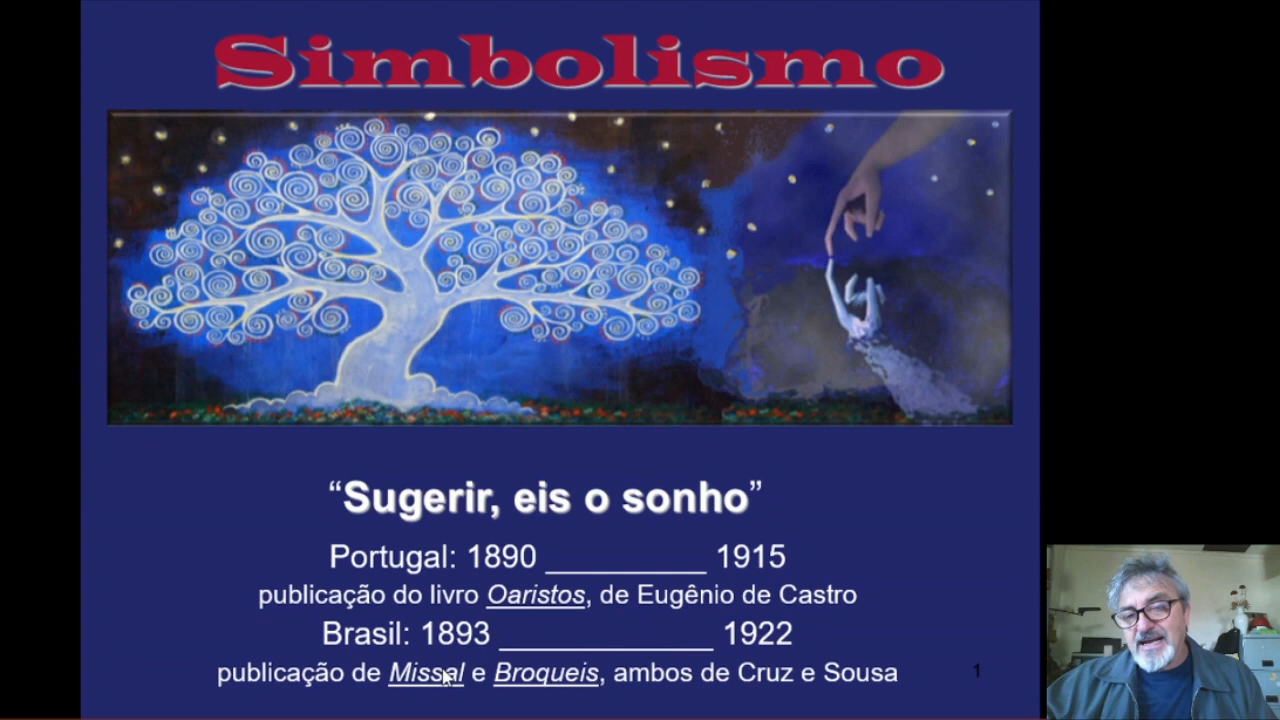 Simbolismo
“Sugerir, eis o sonho”
Portugal: 1890 __________ 1915
publicação do livro Oaristos, de Eugênio de Castro
Brasil: 1893 _____________ 1922
publicação de Missal e Broqueis, ambos de Cruz e Sousa
1